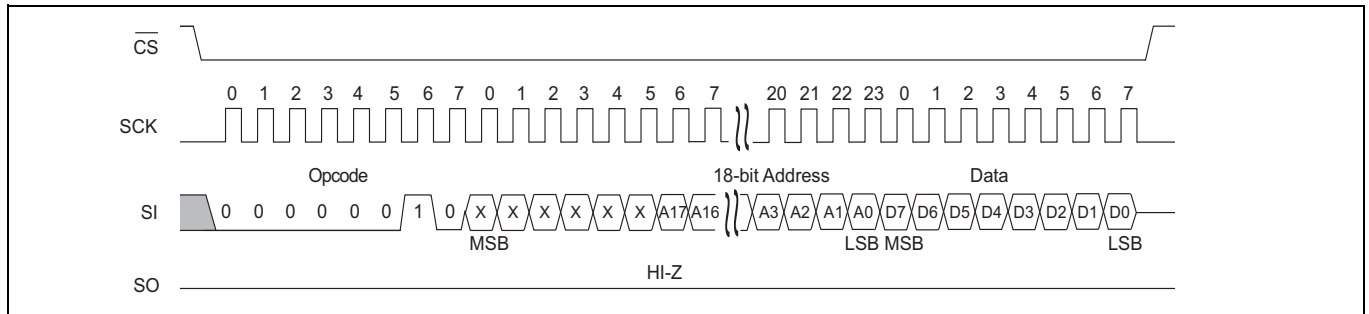 CS
0 1 2 3 4 5 6 7 0 1 2 3 4 5 6 7 20 21 22 23 0 1 2 3 4 5 6 7
SCK
Opcode 18-bit Address Data
SI 0 0 0 0 0 0 1 0 X X X X X X A17 A16 A3 A2 A1 A0 D7 D6 D5 D4 D3 D2 D1 D0
MSB LSB MSB LSB
HI-Z
SO